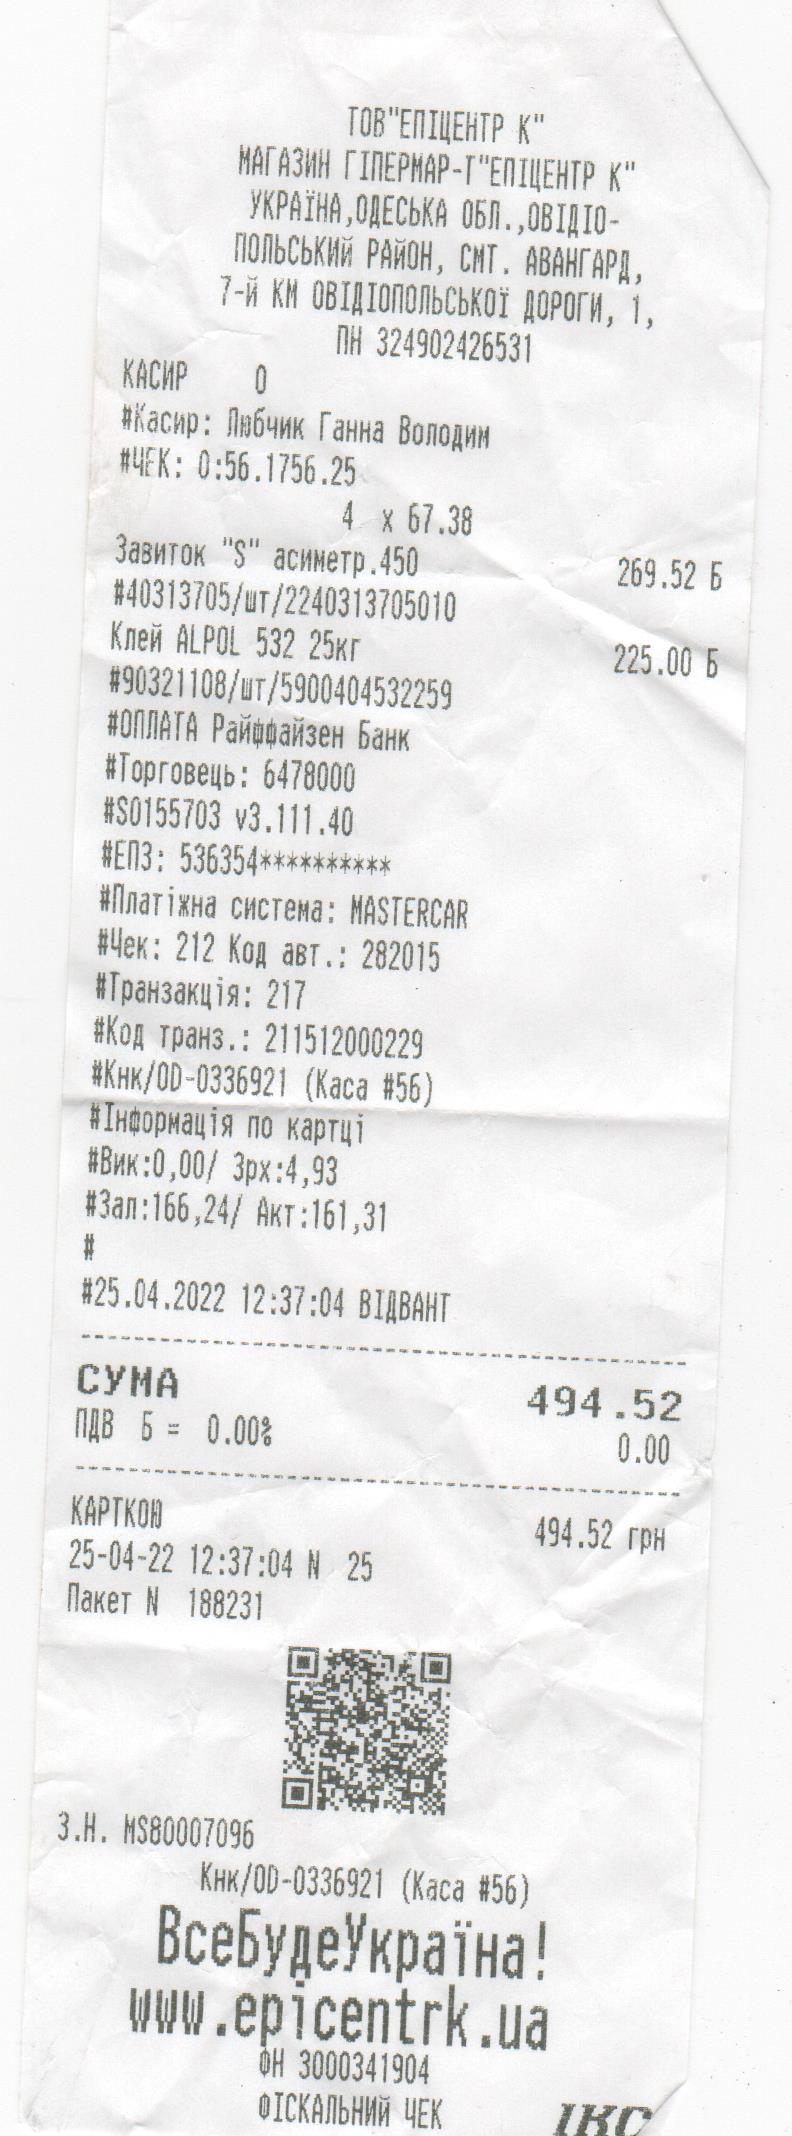 ТОВ"ЕПІЦЕНТР К"
МАГАЗИН ГІПЕРМАР-Т"ЕПІЦЕНТР К"
УКРАЇНА,ОДЕСЬКА ОБЛ.,ОВІДІО-
ПОЛЬСЬКИЙ РАЙОН, СМТ. АВАНГАРД,
7-й КМ ОВІДІОПОЛЬСЬКОЇ ДОРОГИ, 1,
ПН 324902426531
КАСИР 0
#Касир: Любчик Ганна Володим
#ЧЕК: 0:56.1756.25
4 x 67.38
Завиток "S" асиметр.450 269.52 Б
#40313705/шт/2240313705010
Клей ALPOL 532 25кг 225.00 Б
#90321108/шт/5900404532259
#ОПЛАТА Райффайзен Банк
#Торговець: 6478000
#S0155703 v3.111.40
#ЕПЗ: 536354**********
#Платіжна система: MASTERCAR
#Чек: 212 Код авт.: 282015
#Транзакція: 217
#Код транз.: 211512000229
#Кнк/OD-0336921 (Каса #56)
#Інформація по картці
#Вик:0,00/ Зрх:4,93
#Зал:166,24/ Акт:161,31
#
#25.04.2022 12:37:04 ВІДВАНТ
СУМА 494.52
ПДВ Б = 0.00% 0.00
КАРТКОЮ 494.52 грн
25-04-22 12:37:04 N 25
Пакет N 188231
З.Н. MS80007096
Кнк/OD-0336921 (Каса #56)
ВсеБудеУкраїна!
www.epicentrk.ua
ФН 3000341904
ФІСКАЛЬНИЙ ЧЕК
ІКС